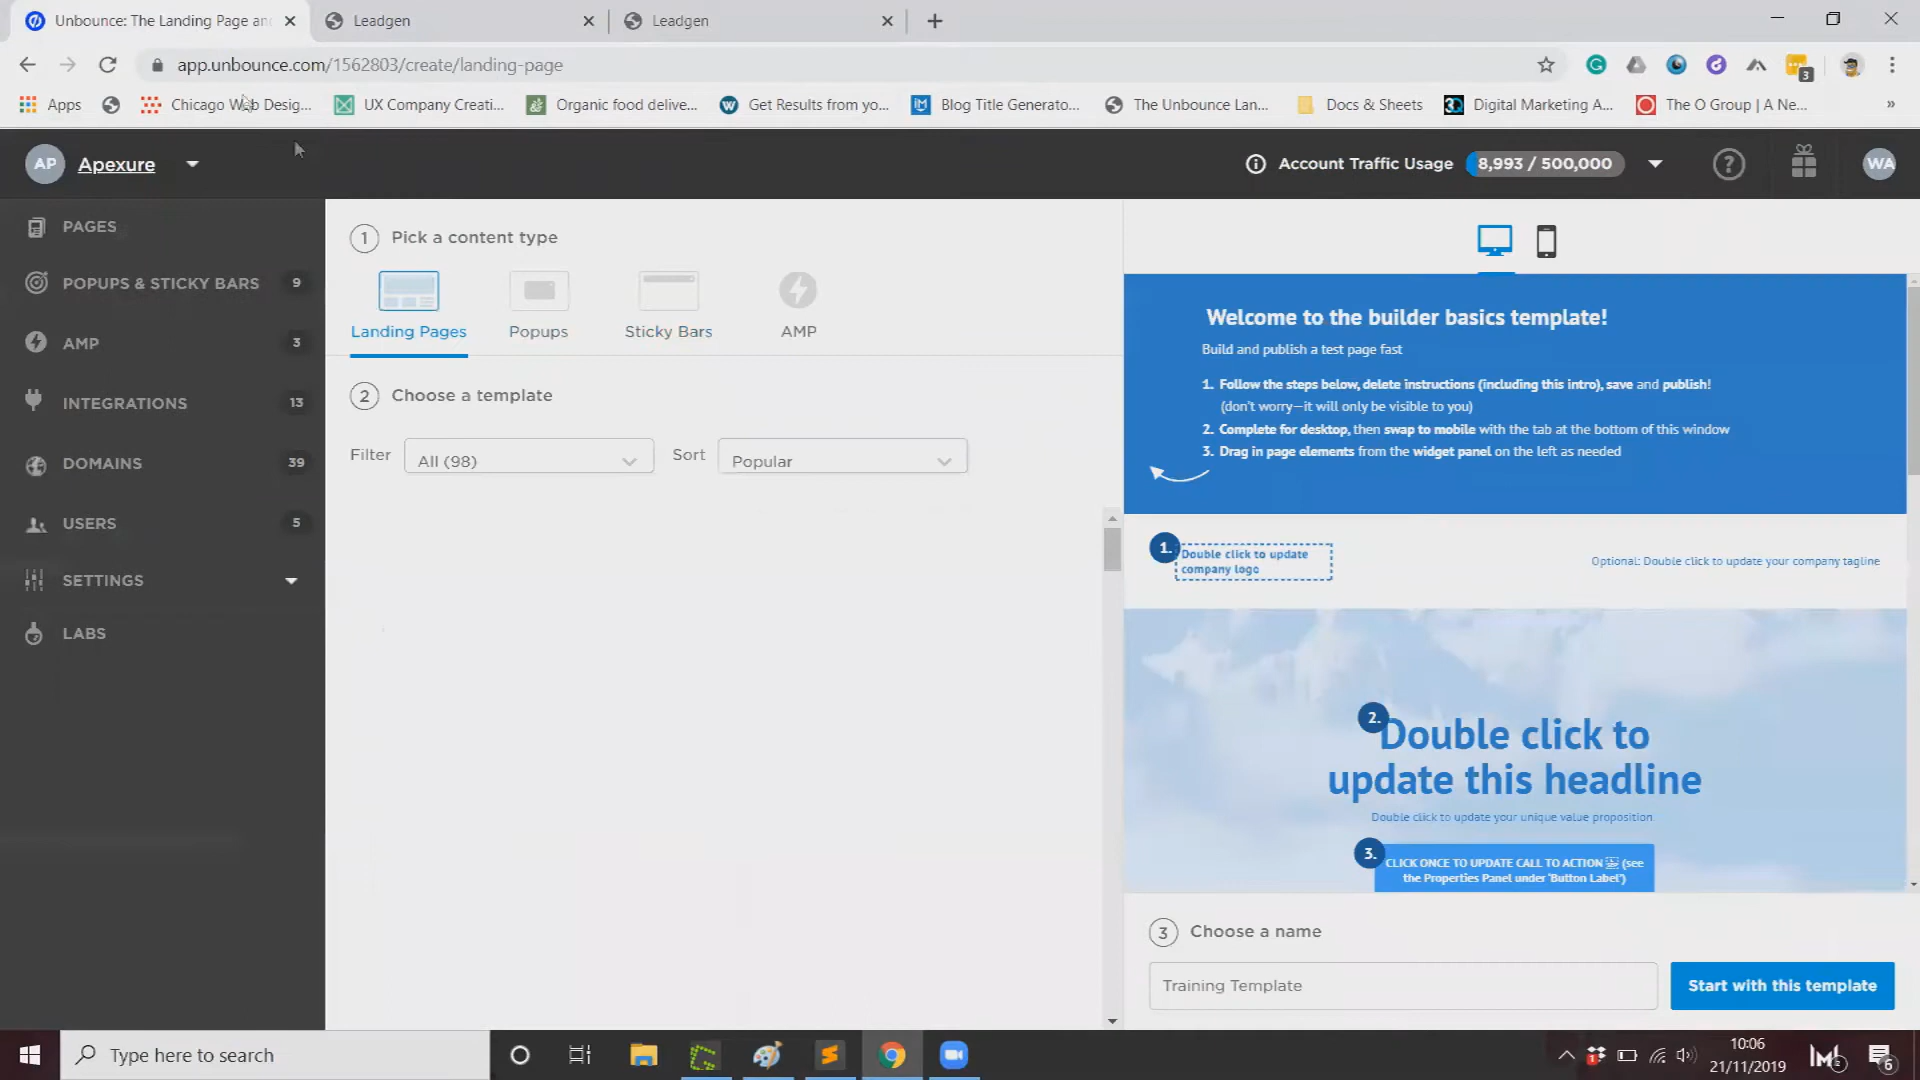 Unbounce: The Landing Page an
Leadgen
Leadgen
app.unbounce.com/1562803/create/landing-page
3
Apps
Chicago Web Desig...
UX Company Creati...
Organic food delive...
Get Results from yo...
Blog Title Generato...
The Unbounce Lan...
Docs & Sheets
Digital Marketing A...
The O Group | A Ne...
»
AP
Apexure
Account Traffic Usage
8,993 / 500,000
?
WA
PAGES
POPUPS & STICKY BARS 9
AMP 3
INTEGRATIONS 13
DOMAINS 39
USERS 5
SETTINGS
LABS
1 Pick a content type
Landing Pages
Popups
Sticky Bars
AMP
2 Choose a template
Filter
All (98)
Sort
Popular
Welcome to the builder basics template!
Build and publish a test page fast
1. Follow the steps below, delete instructions (including this intro), save and publish!
(don't worry—it will only be visible to you)
2. Complete for desktop, then swap to mobile with the tab at the bottom of this window
3. Drag in page elements from the widget panel on the left as needed
1.
Double click to update
company logo
Optional: Double click to update your company tagline
2.
Double click to
update this headline
Double click to update your unique value proposition
3.
CLICK ONCE TO UPDATE CALL TO ACTION (see
the Properties Panel under 'Button Label')
3 Choose a name
Training Template
Start with this template
Type here to search
10:06
21/11/2019
6